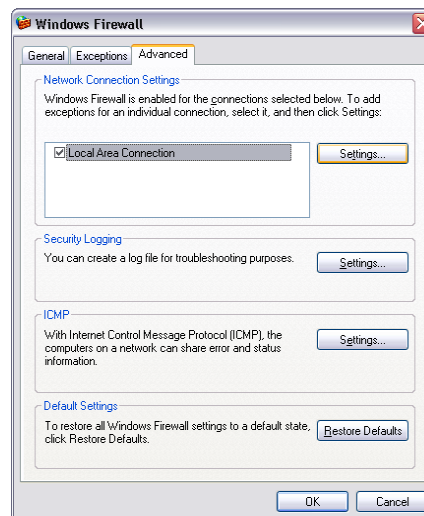 Windows Firewall
General
Exceptions
Advanced
Network Connection Settings
Windows Firewall is enabled for the connections selected
below. To add
exceptions for an individual connection, select it, and then click Settings:
Local Area Connection
Settings...
Security Logging
You can create a log file for troubleshooting purposes.
Settings...
ICMP
With Internet Control Message Protocol (ICMP), the
computers on a network can share error and status
information.
Settings...
Default Settings
To restore all Windows Firewall settings to a default state,
click Restore Defaults.
Restore Defaults
OK
Cancel